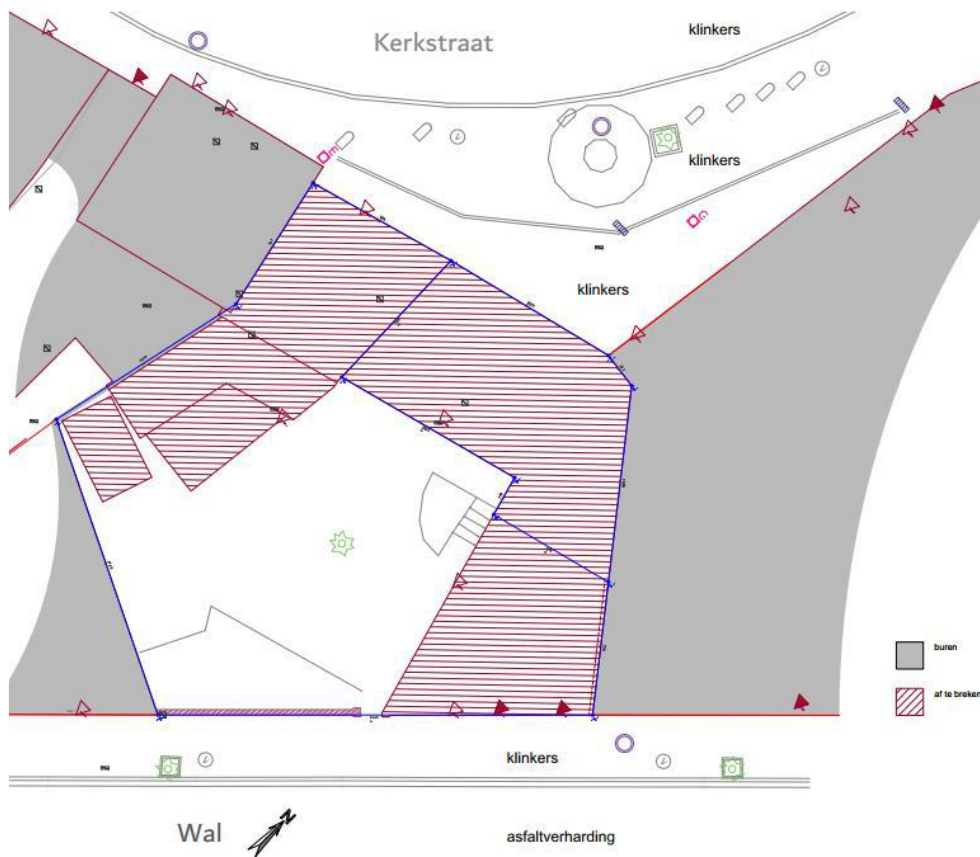 klinkers
Kerkstraat
klinkers
klinkers
buren
af te breken
klinkers
Wal
N
asfaltverharding